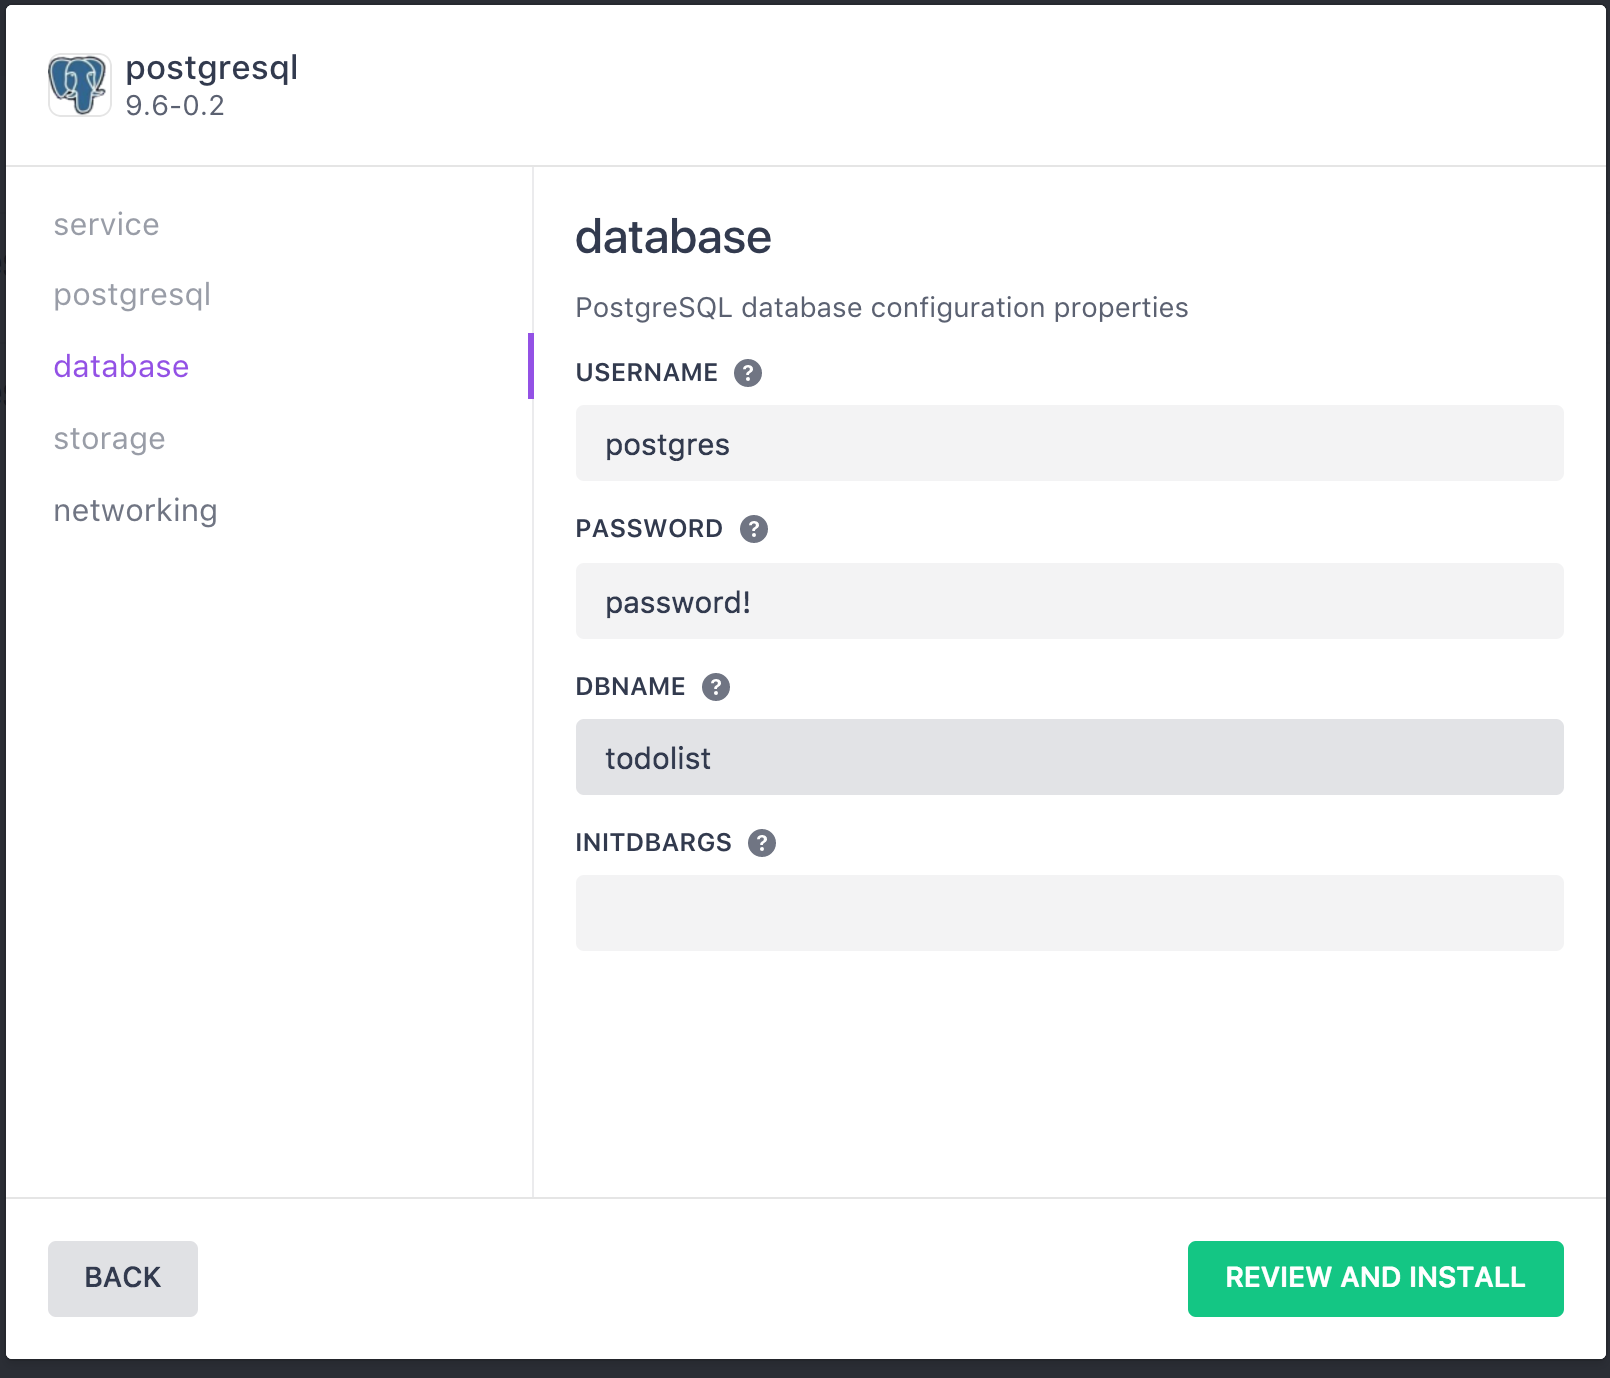 postgresql
9.6-0.2
service
postgresql
database
storage
networking
database
PostgreSQL database configuration properties
USERNAME ?
postgres
PASSWORD ?
password!
DBNAME ?
todolist
INITDBARGS ?
BACK
REVIEW AND INSTALL